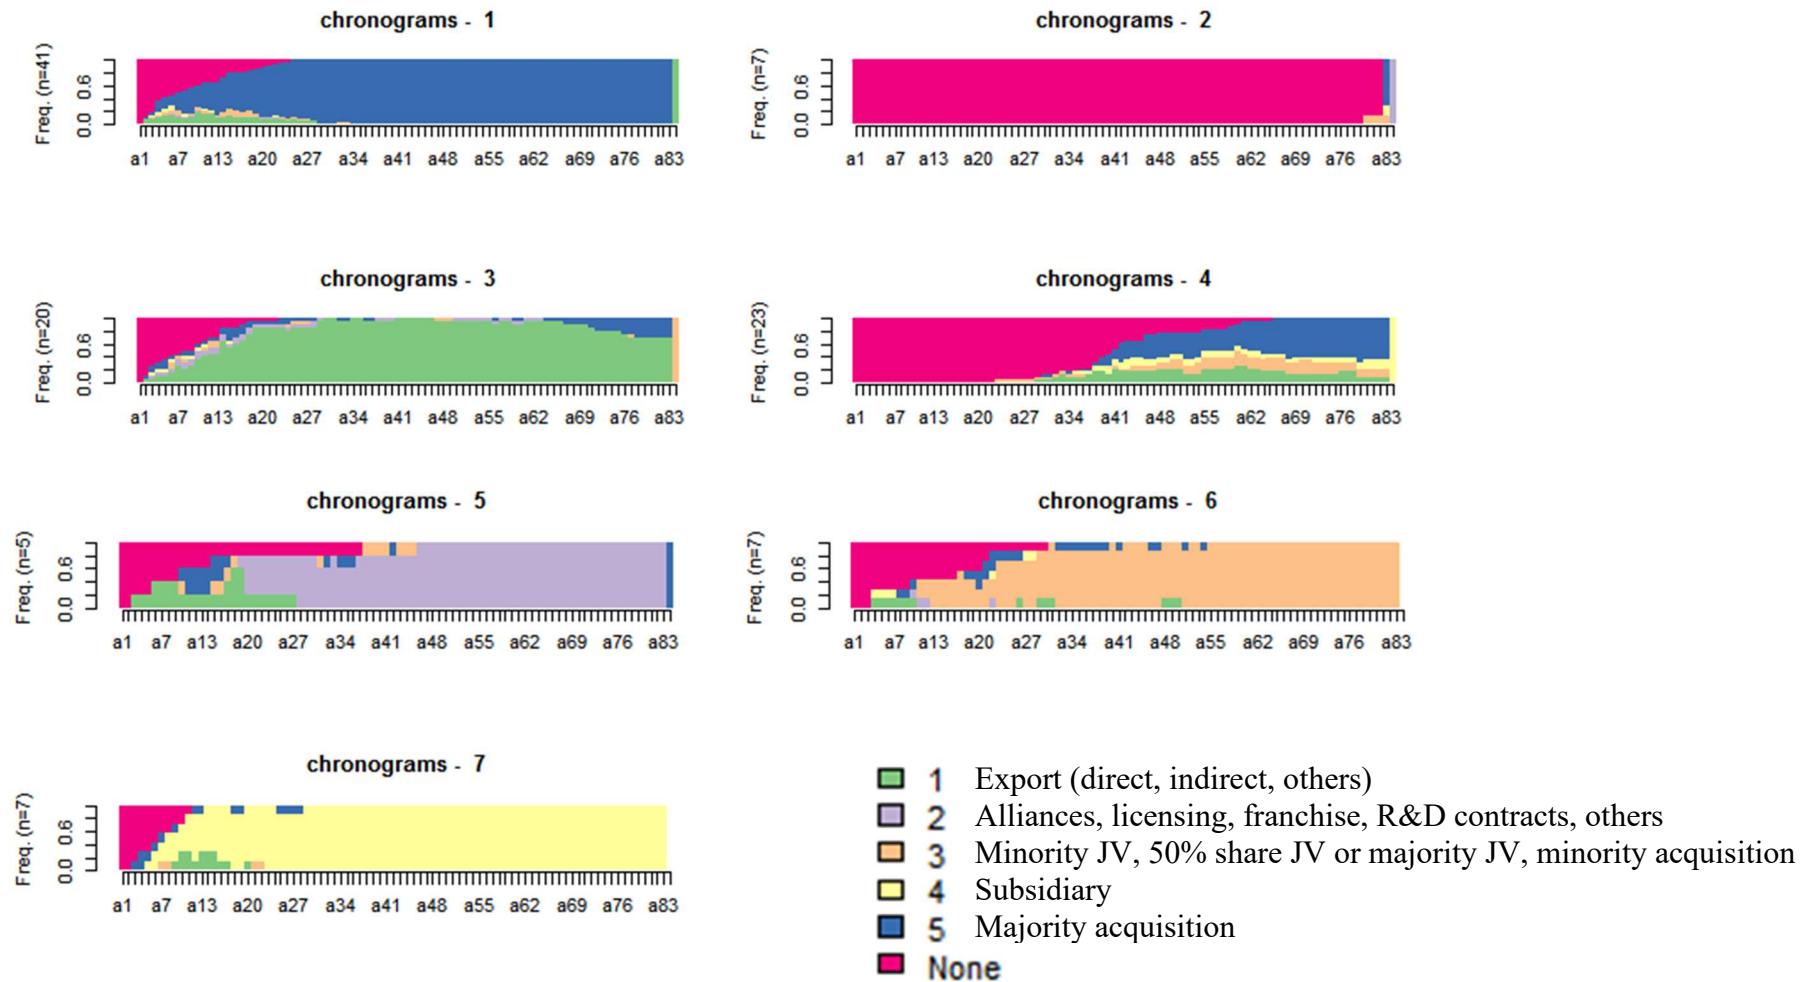 chronograms - 1
Freq. (n=41)
0.0 0.6
a1 a7 a13 a20 a27 a34 a41 a48 a55 a62 a69 a76 a83
chronograms - 2
Freq. (n=7)
0.0 0.6
a1 a7 a13 a20 a27 a34 a41 a48 a55 a62 a69 a76 a83
chronograms - 3
Freq. (n=20)
0.0 0.6
a1 a7 a13 a20 a27 a34 a41 a48 a55 a62 a69 a76 a83
chronograms - 4
Freq. (n=23)
0.0 0.6
a1 a7 a13 a20 a27 a34 a41 a48 a55 a62 a69 a76 a83
chronograms - 5
Freq. (n=5)
0.0 0.6
a1 a7 a13 a20 a27 a34 a41 a48 a55 a62 a69 a76 a83
chronograms - 6
Freq. (n=7)
0.0 0.6
a1 a7 a13 a20 a27 a34 a41 a48 a55 a62 a69 a76 a83
chronograms - 7
Freq. (n=7)
0.0 0.6
a1 a7 a13 a20 a27 a34 a41 a48 a55 a62 a69 a76 a83
1 Export (direct, indirect, others)
2 Alliances, licensing, franchise, R&D contracts, others
3 Minority JV, 50% share JV or majority JV, minority acquisition
4 Subsidiary
5 Majority acquisition
None